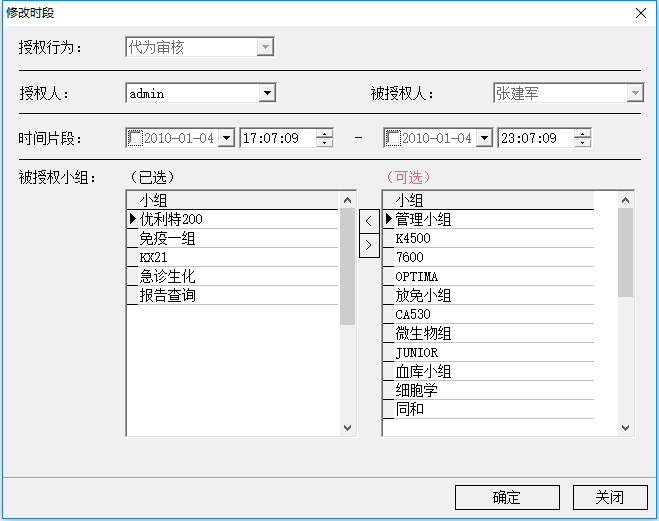 修改时段
授权行为： 代为审核
授权人： admin 被授权人： 张建军
时间片段： 2010-01-04 17:07:09 － 2010-01-04 23:07:09
被授权小组： （已选） （可选）
小组 小组
优利特200 < 管理小组
免疫一组 > K4500
KX21 7600
急诊生化 OPTIMA
报告查询 放免小组
CA530
微生物组
JUNIOR
血库小组
细胞学
同和
确定 关闭